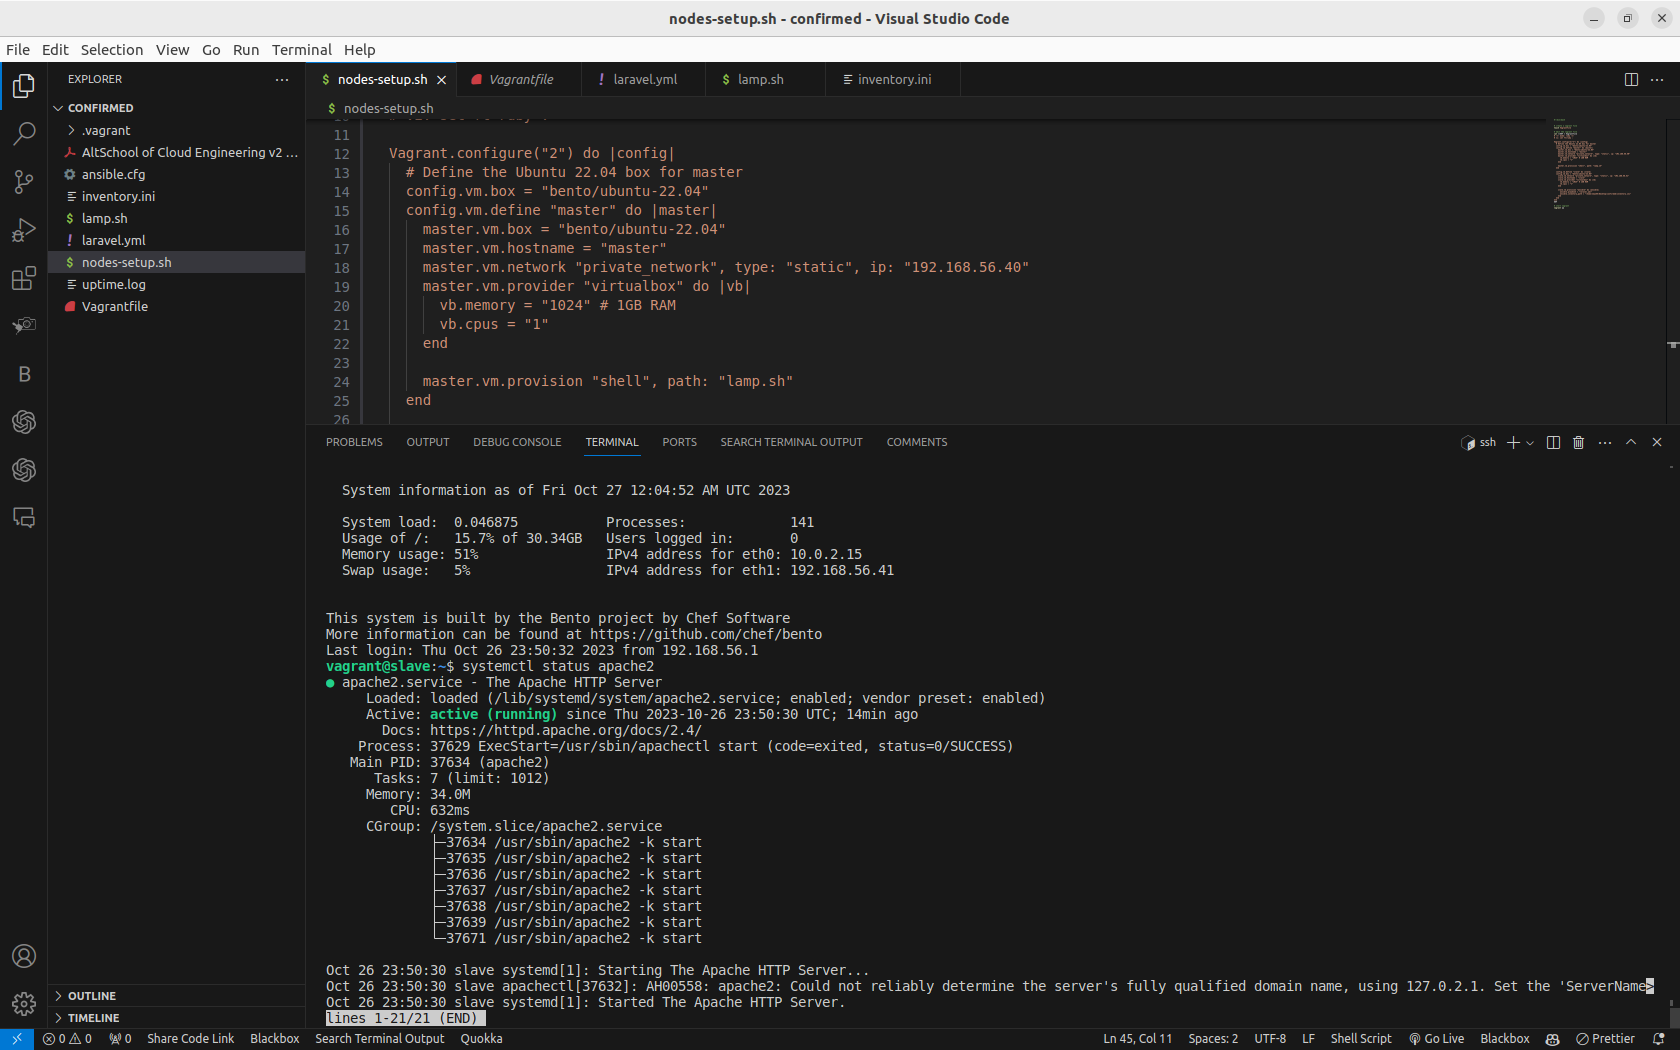 nodes-setup.sh - confirmed - Visual Studio Code
File Edit Selection View Go Run Terminal Help
EXPLORER
CONFIRMED
.vagrant
AltSchool of Cloud Engineering v2 ...
ansible.cfg
inventory.ini
lamp.sh
laravel.yml
nodes-setup.sh
uptime.log
Vagrantfile
OUTLINE
TIMELINE
nodes-setup.sh Vagrantfile laravel.yml lamp.sh inventory.ini
nodes-setup.sh
11
12 Vagrant.configure("2") do |config|
13 # Define the Ubuntu 22.04 box for master
14 config.vm.box = "bento/ubuntu-22.04"
15 config.vm.define "master" do |master|
16 master.vm.box = "bento/ubuntu-22.04"
17 master.vm.hostname = "master"
18 master.vm.network "private_network", type: "static", ip: "192.168.56.40"
19 master.vm.provider "virtualbox" do |vb|
20 vb.memory = "1024" # 1GB RAM
21 vb.cpus = "1"
22 end
23
24 master.vm.provision "shell", path: "lamp.sh"
25 end
26
PROBLEMS OUTPUT DEBUG CONSOLE TERMINAL PORTS SEARCH TERMINAL OUTPUT COMMENTS
ssh
System information as of Fri Oct 27 12:04:52 AM UTC 2023
System load: 0.046875 Processes: 141
Usage of /: 15.7% of 30.34GB Users logged in: 0
Memory usage: 51% IPv4 address for eth0: 10.0.2.15
Swap usage: 5% IPv4 address for eth1: 192.168.56.41
This system is built by the Bento project by Chef Software
More information can be found at https://github.com/chef/bento
Last login: Thu Oct 26 23:50:32 2023 from 192.168.56.1
vagrant@slave:~$ systemctl status apache2
● apache2.service - The Apache HTTP Server
Loaded: loaded (/lib/systemd/system/apache2.service; enabled; vendor preset: enabled)
Active: active (running) since Thu 2023-10-26 23:50:30 UTC; 14min ago
Docs: https://httpd.apache.org/docs/2.4/
Process: 37629 ExecStart=/usr/sbin/apachectl start (code=exited, status=0/SUCCESS)
Main PID: 37634 (apache2)
Tasks: 7 (limit: 1012)
Memory: 34.0M
CPU: 632ms
CGroup: /system.slice/apache2.service
├─37634 /usr/sbin/apache2 -k start
├─37635 /usr/sbin/apache2 -k start
├─37636 /usr/sbin/apache2 -k start
├─37637 /usr/sbin/apache2 -k start
├─37638 /usr/sbin/apache2 -k start
├─37639 /usr/sbin/apache2 -k start
└─37671 /usr/sbin/apache2 -k start
Oct 26 23:50:30 slave systemd[1]: Starting The Apache HTTP Server...
Oct 26 23:50:30 slave apachectl[37632]: AH00558: apache2: Could not reliably determine the server's fully qualified domain name, using 127.0.2.1. Set the 'ServerName>
Oct 26 23:50:30 slave systemd[1]: Started The Apache HTTP Server.
lines 1-21/21 (END)
0 0 0 Share Code Link Blackbox Search Terminal Output Quokka Ln 45, Col 11 Spaces: 2 UTF-8 LF Shell Script Go Live Blackbox Prettier